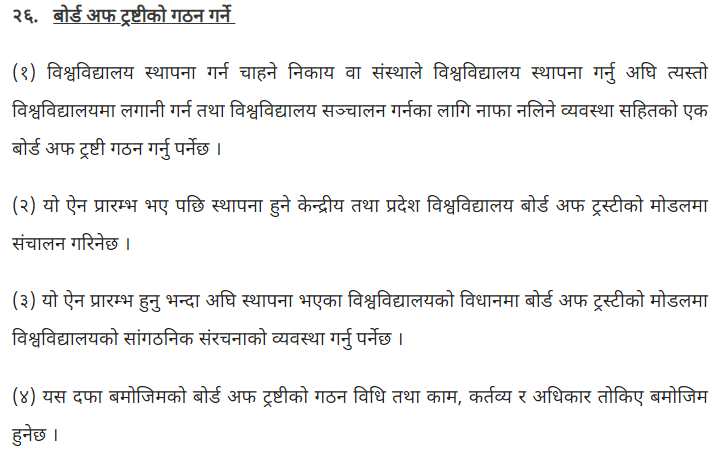 २६. बोर्ड अफ ट्रष्टीको गठन गर्ने
(१) विश्वविद्यालय स्थापना गर्न चाहने निकाय वा संस्थाले विश्वविद्यालय स्थापना गर्नु अघि त्यस्तो
विश्वविद्यालयमा लगानी गर्न तथा विश्वविद्यालय सञ्चालन गर्नका लागि नाफा नलिने व्यवस्था सहितको एक
बोर्ड अफ ट्रष्टी गठन गर्नु पर्नेछ ।
(२) यो ऐन प्रारम्भ भए पछि स्थापना हुने केन्द्रीय तथा प्रदेश विश्वविद्यालय बोर्ड अफ ट्रस्टीको मोडलमा
संचालन गरिनेछ ।
(३) यो ऐन प्रारम्भ हुनु भन्दा अघि स्थापना भएका विश्वविद्यालयको विधानमा बोर्ड अफ ट्रस्टीको मोडलमा
विश्वविद्यालयको सांगठनिक संरचनाको व्यवस्था गर्नु पर्नेछ ।
(४) यस दफा बमोजिमको बोर्ड अफ ट्रष्टीको गठन विधि तथा काम, कर्तव्य र अधिकार तोकिए बमोजिम
हुनेछ ।